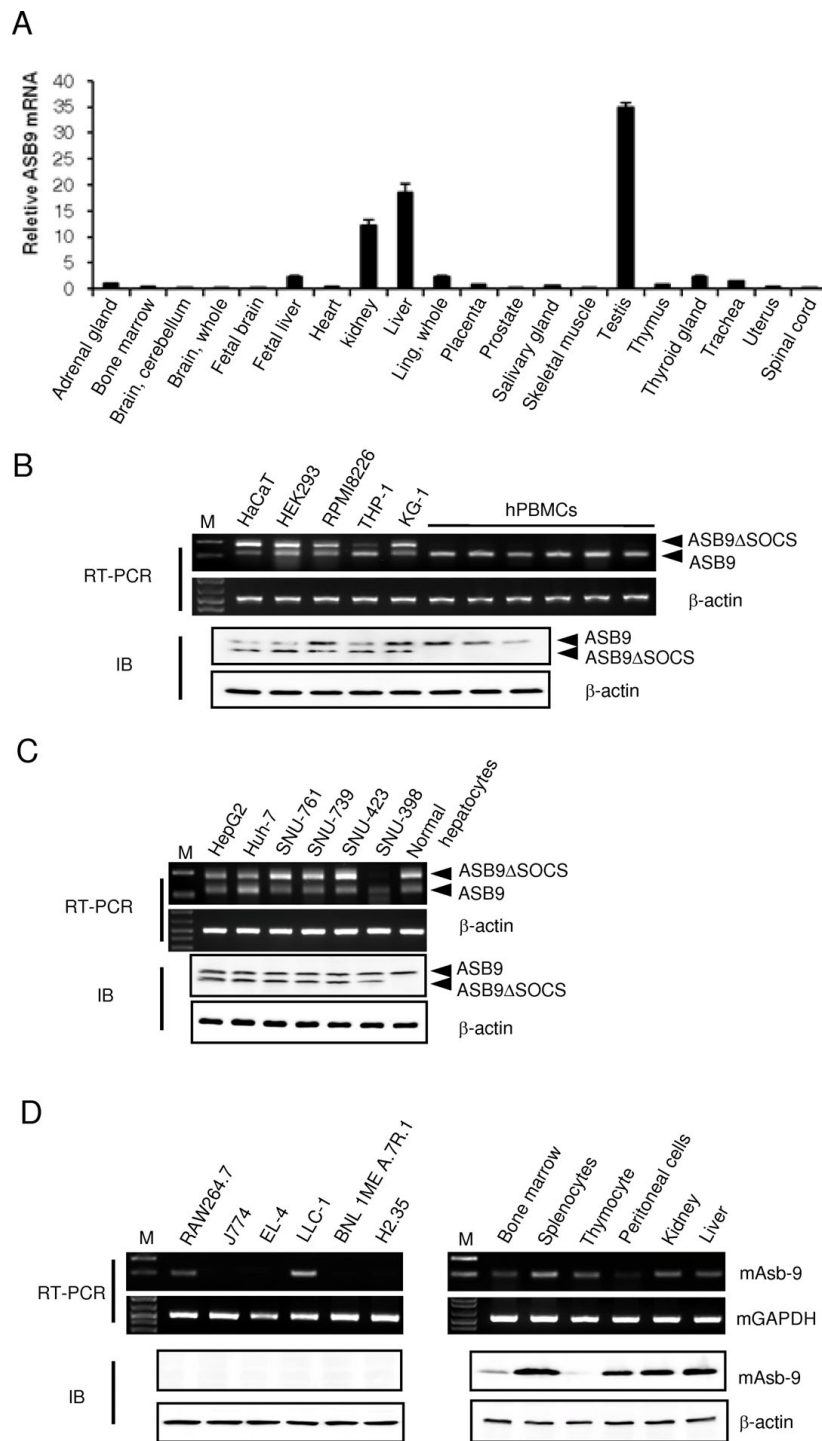 A
Reletive ASB9 mRNA
40
35
30
25
20
15
10
5
0
Adrenal gland
Bone marrow
Brain, cerebellum
Brain, whole
Fetal brain
Fetal liver
Heart
kidney
Liver
Ling, whole
Placenta
Prostate
Salivary gland
Skeletal muscle
Testis
Thymus
Thyroid gland
Trachea
Uterus
Spinal cord
B
M
HaCaT
HEK293
RPMI8226
THP-1
KG-1
hPBMCs
RT-PCR
ASB9ΔSOCS
ASB9
β-actin
IB
ASB9
ASB9ΔSOCS
β-actin
C
M
HepG2
Huh-7
SNU-761
SNU-739
SNU-423
SNU-398
Normal
hepatocytes
RT-PCR
ASB9ΔSOCS
ASB9
β-actin
IB
ASB9
ASB9ΔSOCS
β-actin
D
M
RAW264.7
J774
EL-4
LLC-1
BNL 1ME A.7R.1
H2.35
M
Bone marrow
Splenocytes
Thymocyte
Peritoneal cells
Kidney
Liver
RT-PCR
mAsb-9
mGAPDH
IB
mAsb-9
β-actin